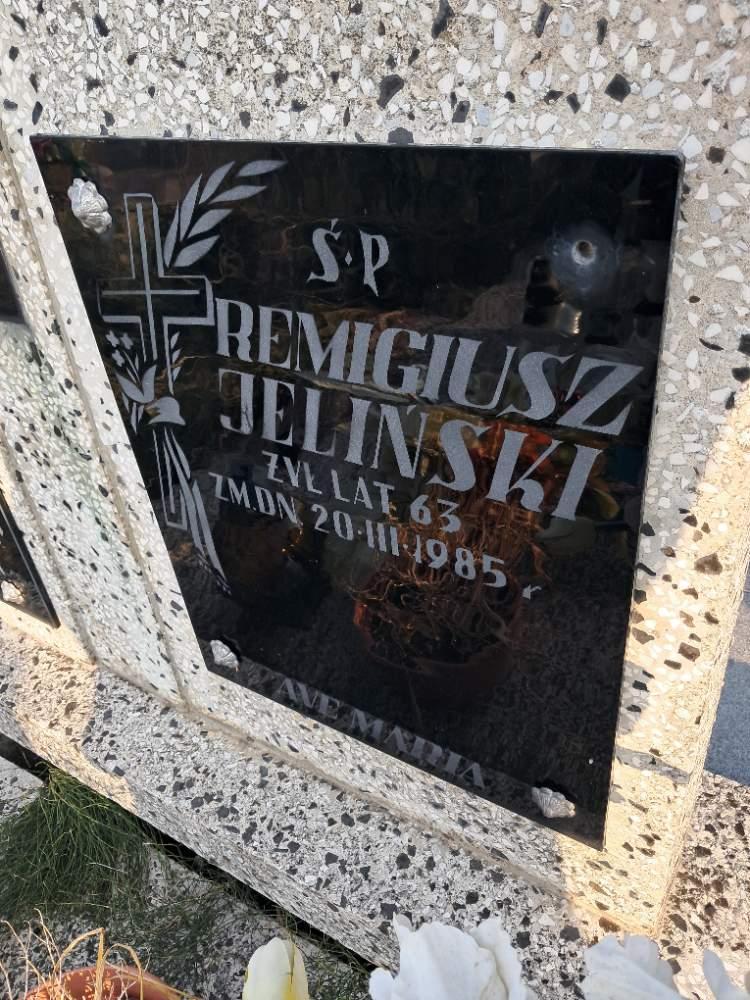 Ś·P
REMIGIUSZ
JELIŃSKI
ŻYŁ LAT 63
ZM.DN. 20·III·1985 r
AVE MARIA